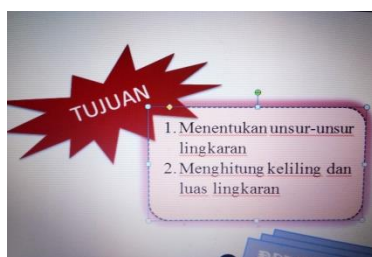 TUJUAN
1. Menentukan unsur-unsur
lingkaran
2. Menghitung keliling dan
luas lingkaran